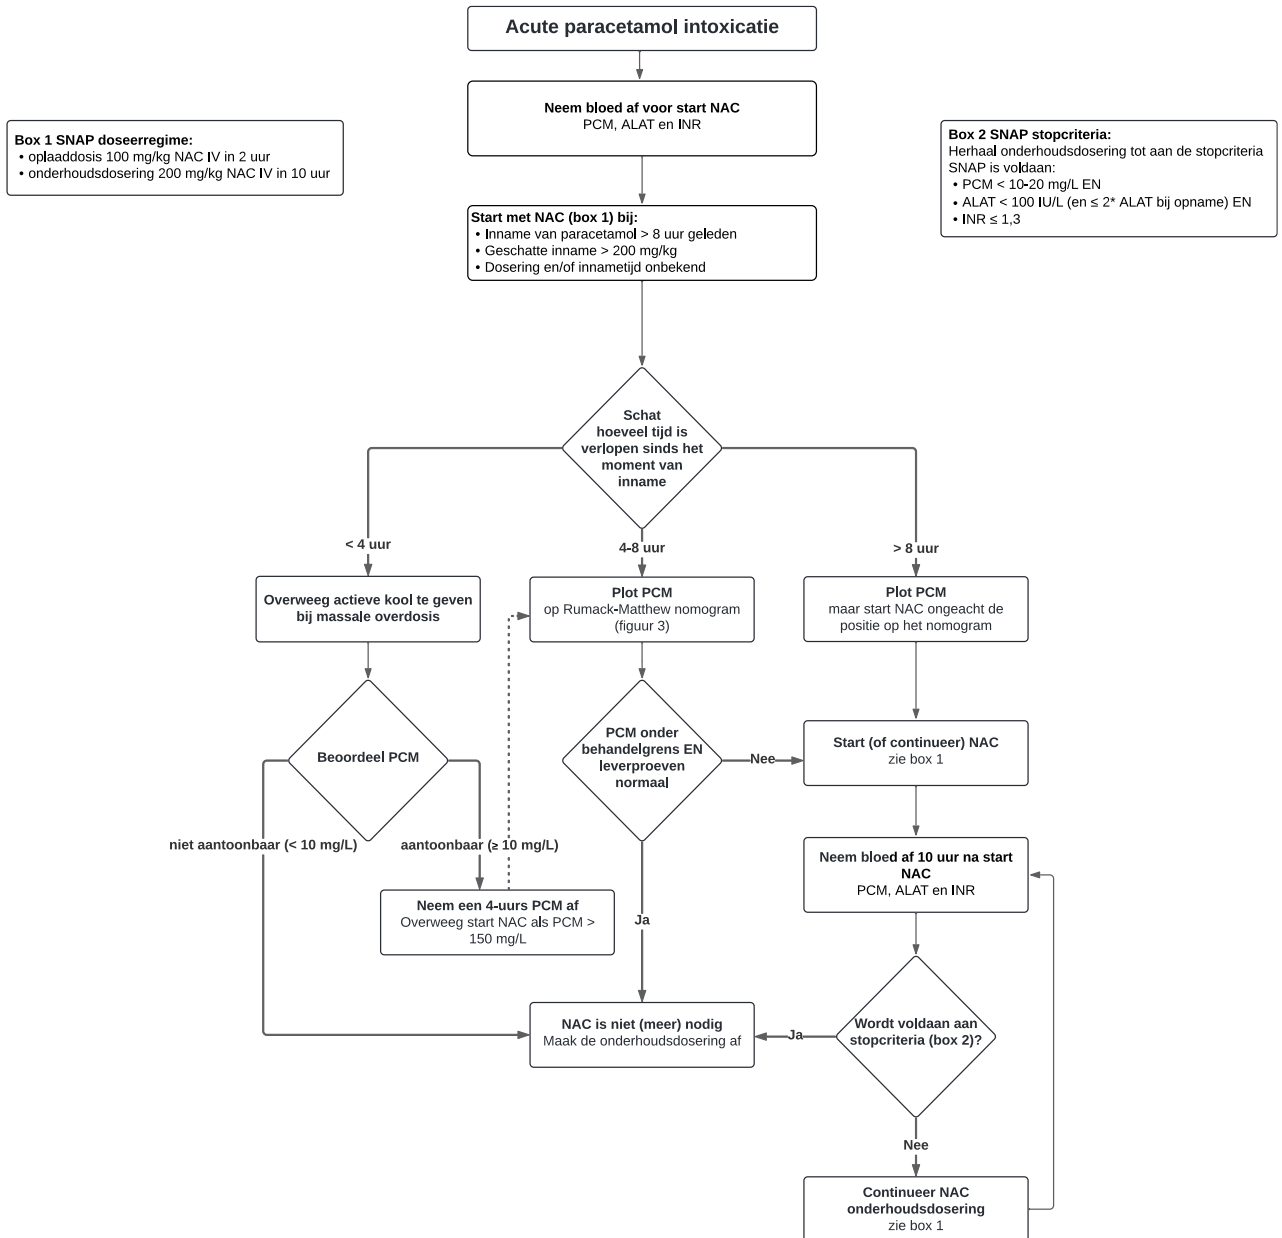 Acute paracetamol intoxicatie
Neem bloed af voor start NAC
PCM, ALAT en INR
Box 1 SNAP doseerregime:
• oplaaddosis 100 mg/kg NAC IV in 2 uur
• onderhoudsdosering 200 mg/kg NAC IV in 10 uur
Box 2 SNAP stopcriteria:
Herhaal onderhoudsdosering tot aan de stopcriteria
SNAP is voldaan:
• PCM < 10-20 mg/L EN
• ALAT < 100 IU/L (en ≤ 2* ALAT bij opname) EN
• INR ≤ 1,3
Start met NAC (box 1) bij:
• Inname van paracetamol > 8 uur geleden
• Geschatte inname > 200 mg/kg
• Dosering en/of innametijd onbekend
Schat
hoeveel tijd is
verlopen sinds het
moment van
inname
< 4 uur
4-8 uur
> 8 uur
Overweeg actieve kool te geven
bij massale overdosis
Plot PCM
op Rumack-Matthew nomogram
(figuur 3)
Plot PCM
maar start NAC ongeacht de
positie op het nomogram
Beoordeel PCM
PCM onder
behandelgrens EN
leverproeven
normaal
Nee
Start (of continueer) NAC
zie box 1
niet aantoonbaar (< 10 mg/L)
aantoonbaar (≥ 10 mg/L)
Neem bloed af 10 uur na start
NAC
PCM, ALAT en INR
Neem een 4-uurs PCM af
Overweeg start NAC als PCM >
150 mg/L
Ja
NAC is niet (meer) nodig
Maak de onderhoudsdosering af
Ja
Wordt voldaan aan
stopcriteria (box 2)?
Nee
Continueer NAC
onderhoudsdosering
zie box 1